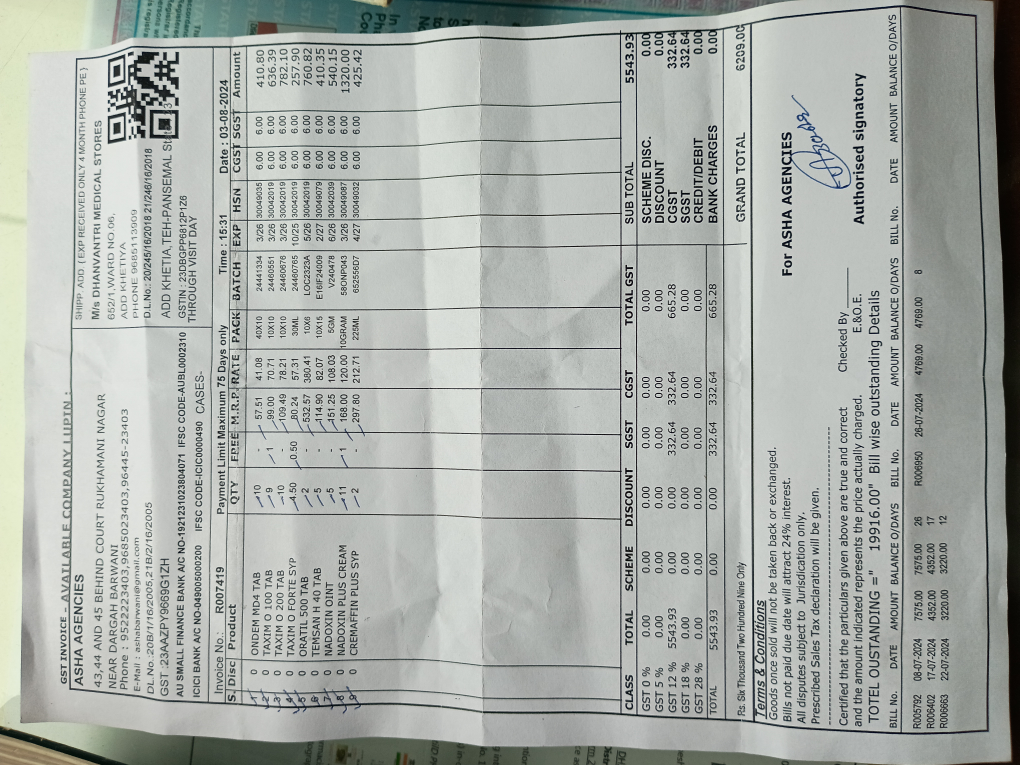 GST INVOICE - AVAILABLE COMPANY LUPIN :
ASHA AGENCIES
43,44 AND 45 BEHIND COURT RUKHAMANI NAGAR
NEAR DARGAH BARWANI
Phone : 9522223403,9685023403,96445-23403
E-Mail : ashabarwani@gmail.com
DL.No.:20B/1/16/2005,21B/2/16/2005
GST :23AAZPY9669G1ZH
AU SMALL FINANCE BANK A/C NO-1921231023804071 IFSC CODE-AUBL0002310
ICICI BANK A/C NO-049005000200 IFSC CODE-ICIC0000490 CASES-
SHIPP. ADD. ( EXP RECEIVED ONLY 4 MONTH PHONE PE )
M/s DHANVANTRI MEDICAL STORES
652/1,WARD NO.06,
ADD KHETIYA
PHONE 9685113909
D.L.No.: 20/245/16/2018 21/246/16/2018
ADD KHETIA,TEH-PANSEMAL
GSTIN.: 23DBGPP6812P1Z6
THROUGH VISIT DAY
Invoice No.: R007419 Payment Limit Maximum 75 Days only Time : 15:31 Date : 03-08-2024
S. Disc Product QTY FREE M.R.P. RATE PACK BATCH EXP HSN CGST SGST Amount
1 0 ONDEM MD4 TAB 10 - 57.51 41.08 40X10 24441334 3/26 30049035 6.00 6.00 410.80
2 0 TAXIM O 100 TAB 9 1 99.00 70.71 10X10 24460551 3/26 30042019 6.00 6.00 636.39
3 0 TAXIM O 200 TAB 10 - 109.49 78.21 10X10 24460676 3/26 30042019 6.00 6.00 782.10
4 0 TAXIM O FORTE SYP 4.50 0.50 80.24 57.31 30ML 24460765 10/25 30042019 6.00 6.00 257.90
5 0 ORATIL 500 TAB 2 - 532.57 380.41 10X6 LOC2323A 5/26 30042019 6.00 6.00 760.82
6 0 TEMSAN H 40 TAB 5 - 114.90 82.07 10X15 E16IF24009 2/27 30049079 6.00 6.00 410.35
7 0 NADOXIN OINT 5 - 151.25 108.03 5GM V240478 6/26 30042039 6.00 6.00 540.15
8 0 NADOXIN PLUS CREAM 11 1 168.00 120.00 10GRAM 58ONP043 3/26 30049087 6.00 6.00 1320.00
9 0 CREMAFFIN PLUS SYP 2 - 297.80 212.71 225ML 652556D7 4/27 30049032 6.00 6.00 425.42
CLASS TOTAL SCHEME DISCOUNT SGST CGST TOTAL GST
GST 0 % 0.00 0.00 0.00 0.00 0.00 0.00
GST 5 % 0.00 0.00 0.00 0.00 0.00 0.00
GST 12 % 5543.93 0.00 0.00 332.64 332.64 665.28
GST 18 % 0.00 0.00 0.00 0.00 0.00 0.00
GST 28 % 0.00 0.00 0.00 0.00 0.00 0.00
TOTAL 5543.93 0.00 0.00 332.64 332.64 665.28
SUB TOTAL 5543.93
SCHEME DISC. 0.00
DISCOUNT 0.00
CGST 332.64
SGST 332.64
CREDIT/DEBIT 0.00
BANK CHARGES 0.00
Rs. Six Thousand Two Hundred Nine Only
GRAND TOTAL 6209.00
Terms & Conditions
Goods once sold will not be taken back or exchanged.
Bills not paid due date will attract 24% interest.
All disputes subject to Jurisdiction only.
Prescribed Sales Tax declaration will be given.
Certified that the particulars given above are true and correct
and the amount indicated represents the price actually charged.
Checked By
E.&O.E.
For ASHA AGENCIES
Authorised signatory
TOTEL OUSTANDING =" 19916.00" Bill wise outstanding Details
BILL No. DATE AMOUNT BALANCE O/DAYS BILL No. DATE AMOUNT BALANCE O/DAYS BILL No. DATE AMOUNT BALANCE O/DAYS
R005792 08-07-2024 7575.00 7575.00 26 R006950 26-07-2024 4769.00 4769.00 8
R006402 17-07-2024 4352.00 4352.00 17
R006663 22-07-2024 3220.00 3220.00 12